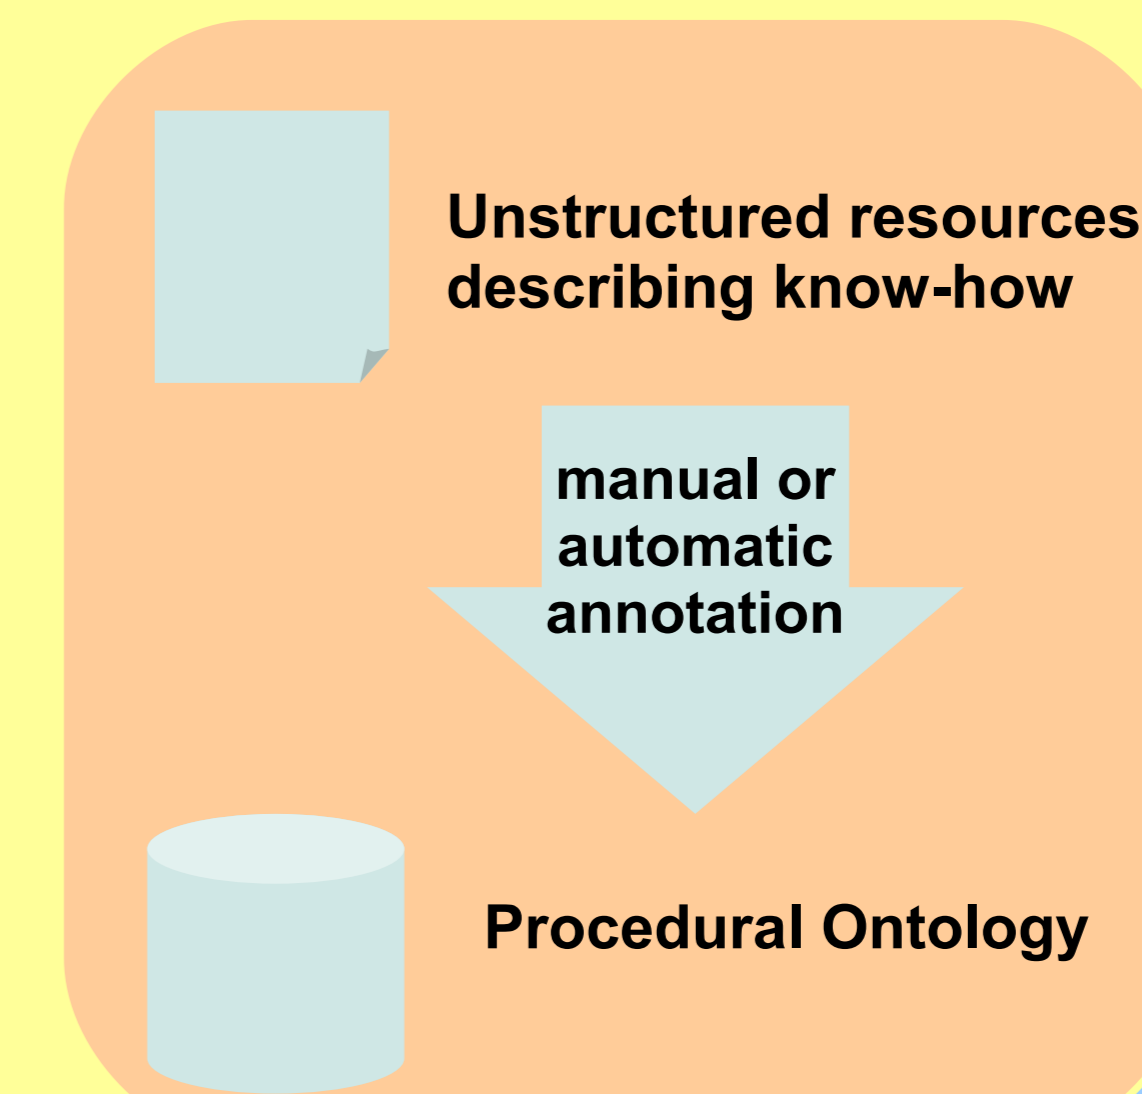 Unstructured resources
describing know-how
manual or
automatic
annotation
Procedural Ontology